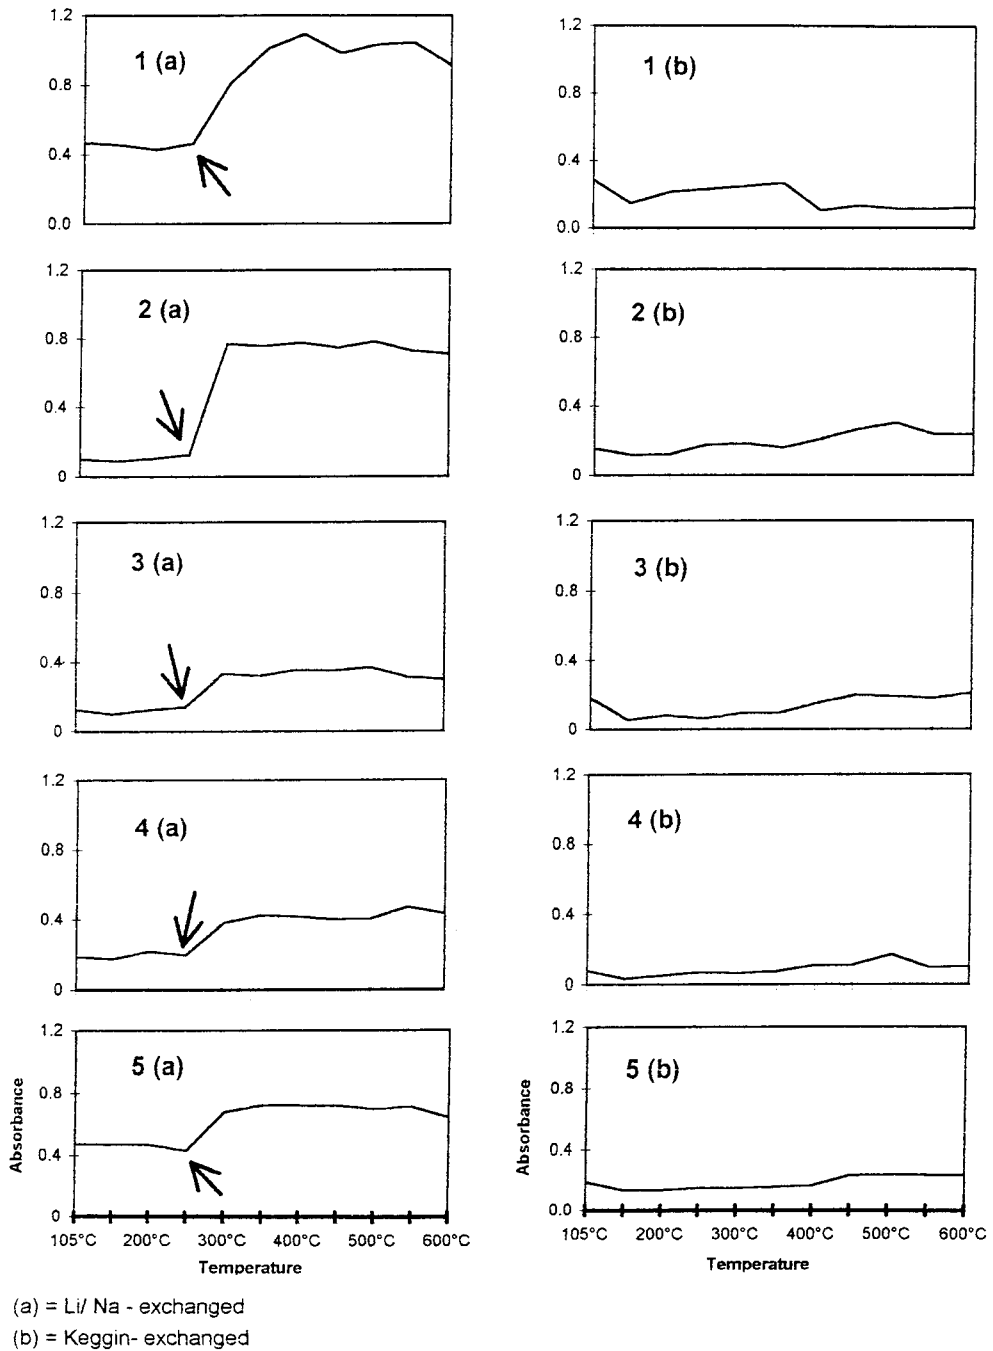 1.2
0.8
0.4
0.0
1 (a)
1.2
0.8
0.4
0.0
1 (b)
1.2
0.8
0.4
0
2 (a)
1.2
0.8
0.4
0
2 (b)
1.2
0.8
0.4
0
3 (a)
1.2
0.8
0.4
0
3 (b)
1.2
0.8
0.4
0
4 (a)
1.2
0.8
0.4
0
4 (b)
1.2
0.8
0.4
0
5 (a)
Absorbance
105°C 200°C 300°C 400°C 500°C 600°C
Temperature
1.2
0.8
0.4
0.0
5 (b)
Absorbance
105°C 200°C 300°C 400°C 500°C 600°C
Temperature
(a) = Li/ Na - exchanged
(b) = Keggin- exchanged